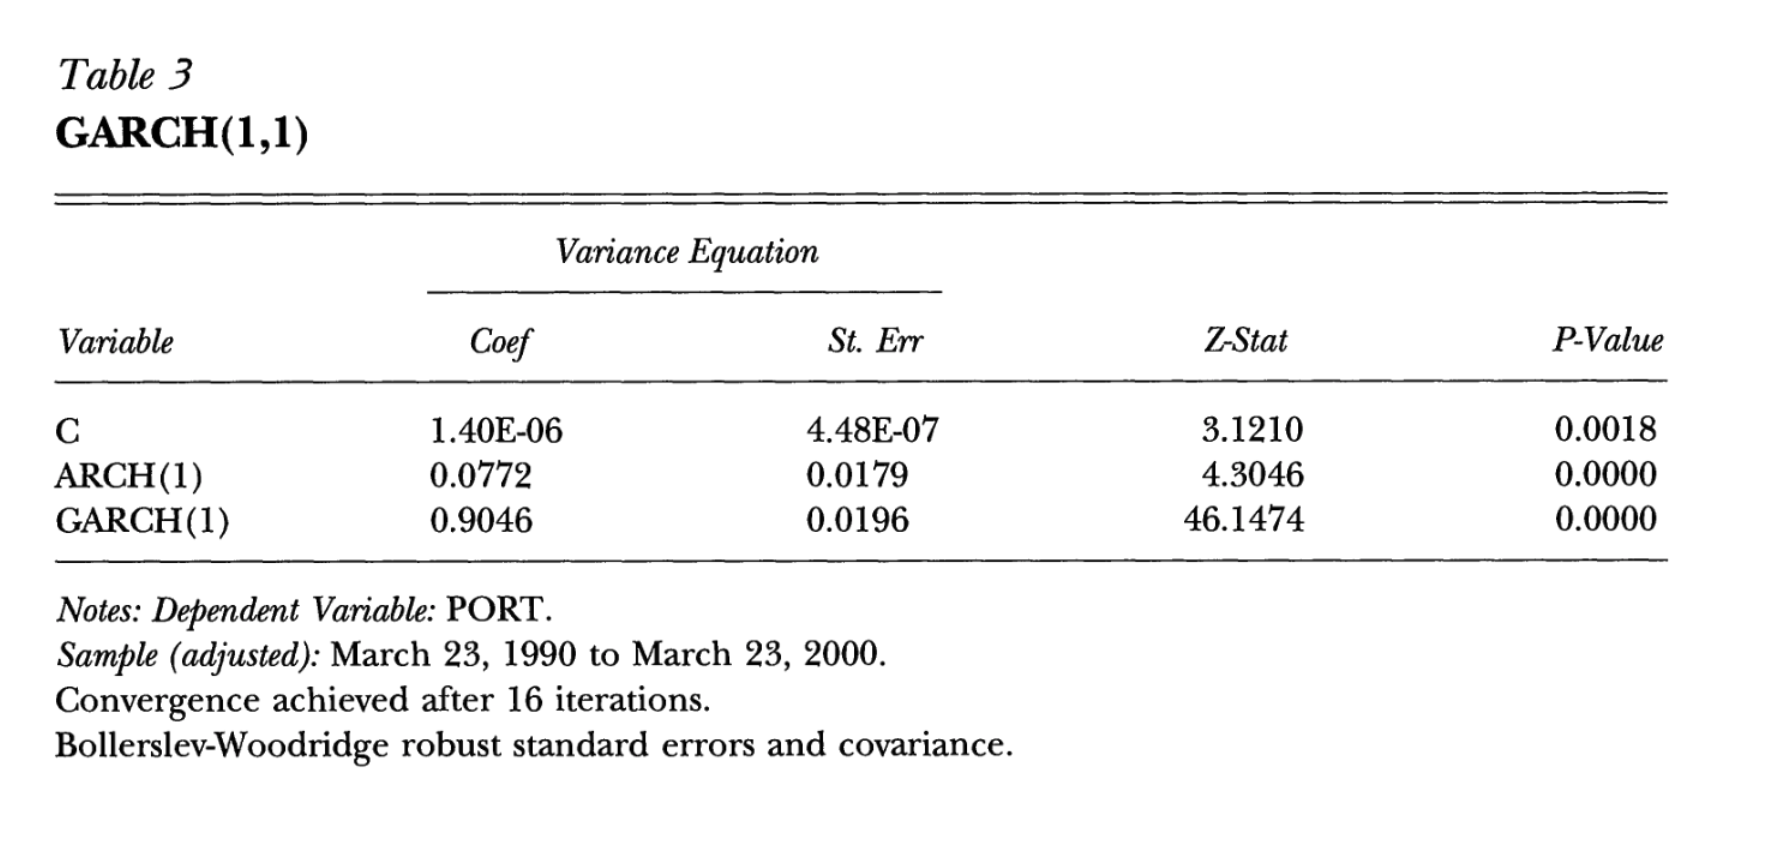 Table 3
GARCH(1,1)
Variance Equation
Variable Coef St. Err Z-Stat P-Value
C 1.40E-06 4.48E-07 3.1210 0.0018
ARCH(1) 0.0772 0.0179 4.3046 0.0000
GARCH(1) 0.9046 0.0196 46.1474 0.0000
Notes: Dependent Variable: PORT.
Sample (adjusted): March 23, 1990 to March 23, 2000.
Convergence achieved after 16 iterations.
Bollerslev-Woodridge robust standard errors and covariance.